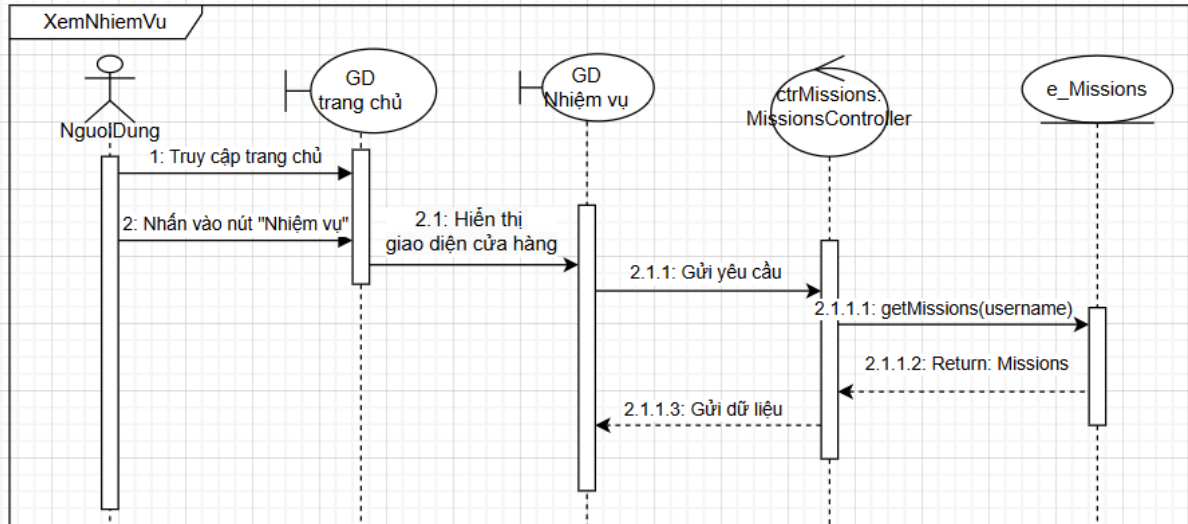 XemNhiemVu
GD
trang chủ
GD
Nhiệm vụ
ctrMissions:
MissionsController
e_Missions
NguoIDung
1: Truy cập trang chủ
2: Nhấn vào nút "Nhiệm vụ"
2.1: Hiển thị
giao diện cửa hàng
2.1.1: Gửi yêu cầu
2.1.1.1: getMissions(username)
2.1.1.2: Return: Missions
2.1.1.3: Gửi dữ liệu